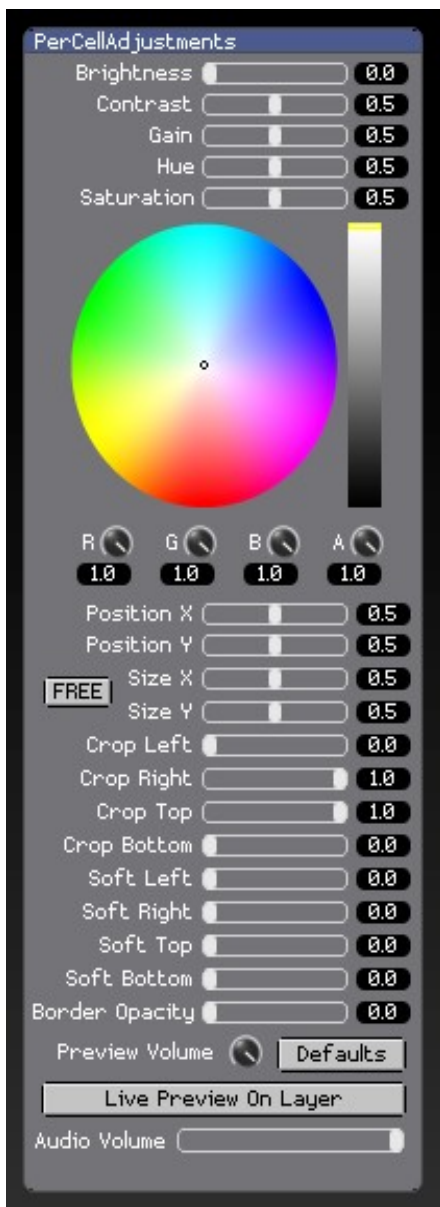 PerCellAdjustments
Brightness 0.0
Contrast 0.5
Gain 0.5
Hue 0.5
Saturation 0.5
R G B A
1.0 1.0 1.0 1.0
Position X 0.5
Position Y 0.5
FREE
Size X 0.5
Size Y 0.5
Crop Left 0.0
Crop Right 1.0
Crop Top 1.0
Crop Bottom 0.0
Soft Left 0.0
Soft Right 0.0
Soft Top 0.0
Soft Bottom 0.0
Border Opacity 0.0
Preview Volume Defaults
Live Preview On Layer
Audio Volume